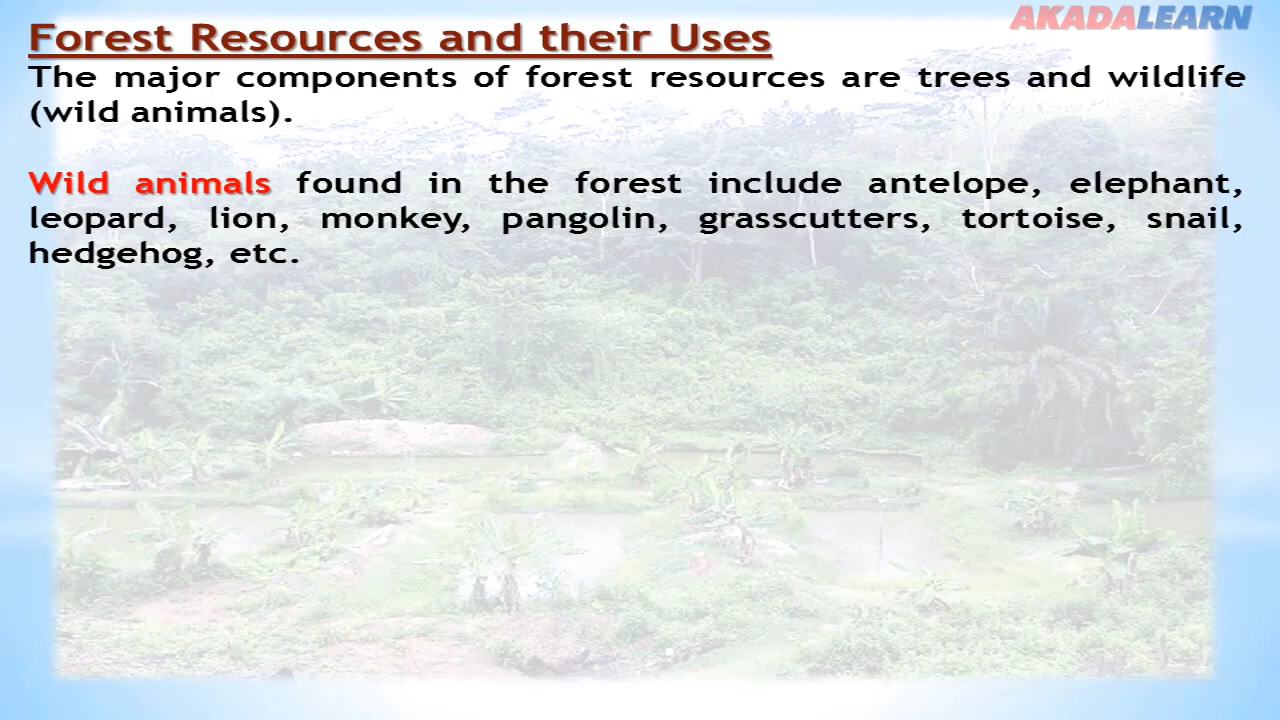 AKADALEARN
Forest Resources and their Uses
The major components of forest resources are trees and wildlife
(wild animals).
Wild animals found in the forest include antelope, elephant,
leopard, lion, monkey, pangolin, grasscutters, tortoise, snail,
hedgehog, etc.